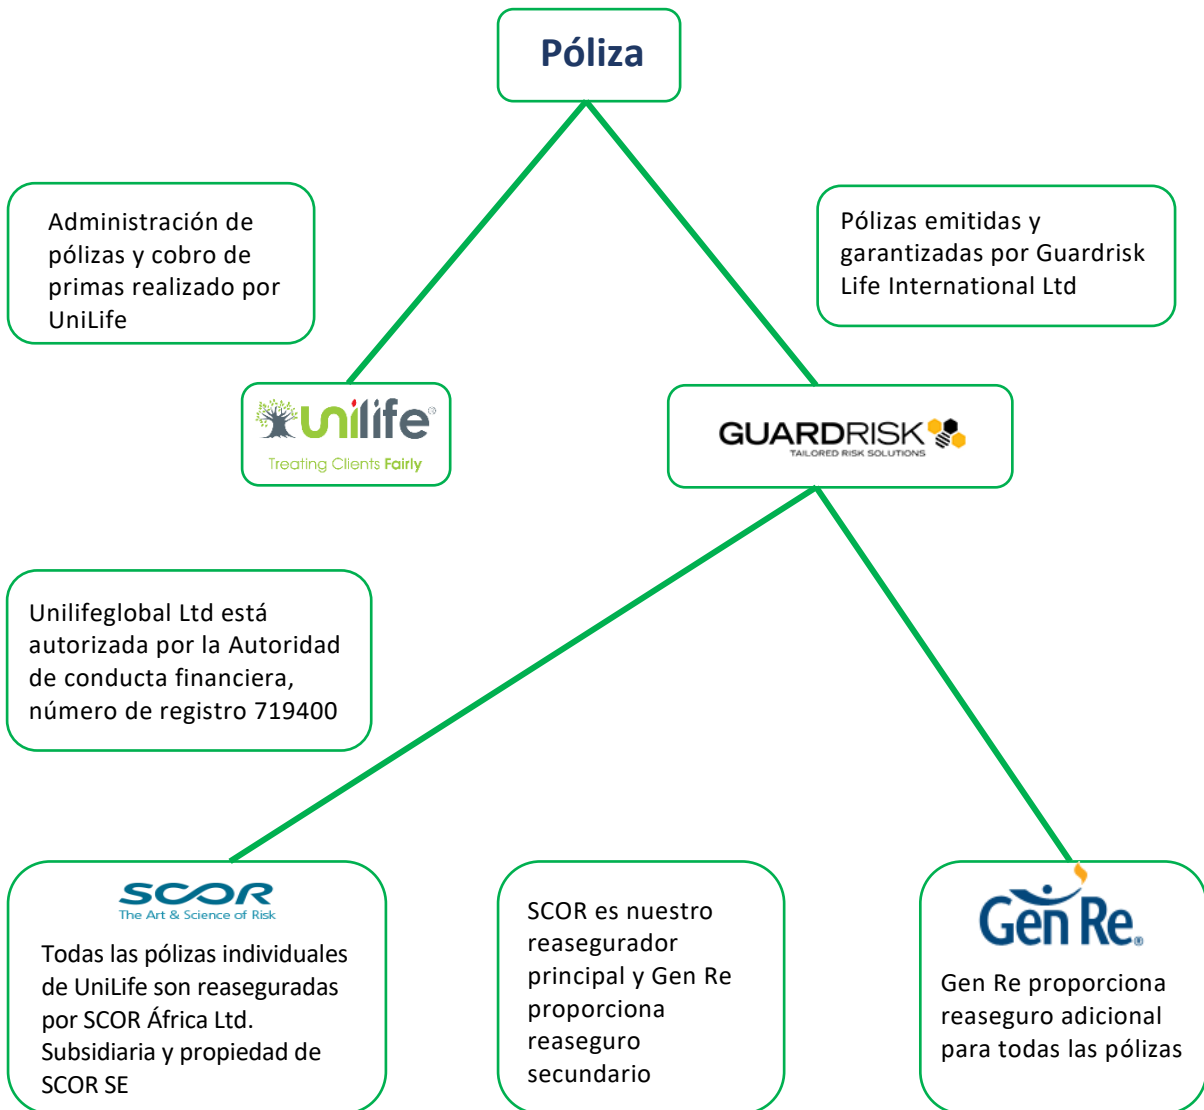 Póliza
Administración de
pólizas y cobro de
primas realizado por
UniLife
Pólizas emitidas y
garantizadas por Guardrisk
Life International Ltd
unilife
Treating Clients Fairly
GUARDRISK
TAILORED RISK SOLUTIONS
Unilifeglobal Ltd está
autorizada por la Autoridad
de conducta financiera,
número de registro 719400
SCOR
The Art & Science of Risk
Todas las pólizas individuales
de UniLife son reaseguradas
por SCOR África Ltd.
Subsidiaria y propiedad de
SCOR SE
SCOR es nuestro
reasegurador
principal y Gen Re
proporciona
reaseguro
secundario
Gen Re®
Gen Re proporciona
reaseguro adicional
para todas las pólizas